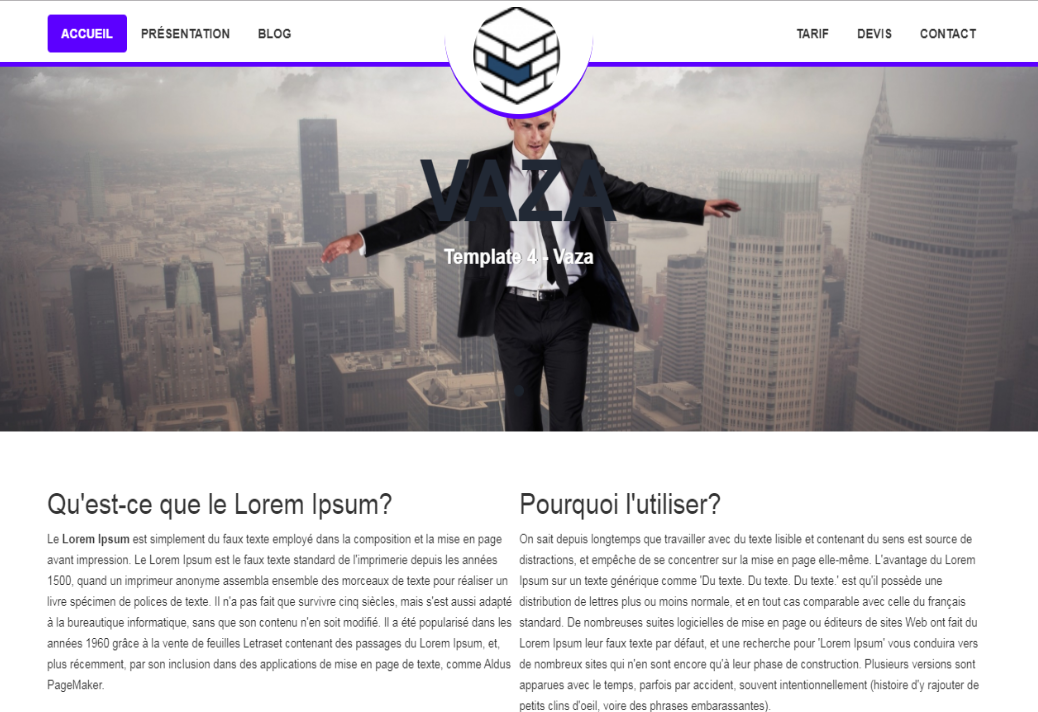 ACCUEIL PRÉSENTATION BLOG TARIF DEVIS CONTACT
VAZA
Template 4 - Vaza
Qu'est-ce que le Lorem Ipsum?
Le Lorem Ipsum est simplement du faux texte employé dans la composition et la mise en page
avant impression. Le Lorem Ipsum est le faux texte standard de l'imprimerie depuis les années
1500, quand un imprimeur anonyme assembla ensemble des morceaux de texte pour réaliser un
livre spécimen de polices de texte. Il n'a pas fait que survivre cinq siècles, mais s'est aussi adapté
à la bureautique informatique, sans que son contenu n'en soit modifié. Il a été popularisé dans les
années 1960 grâce à la vente de feuilles Letraset contenant des passages du Lorem Ipsum, et,
plus récemment, par son inclusion dans des applications de mise en page de texte, comme Aldus
PageMaker.
Pourquoi l'utiliser?
On sait depuis longtemps que travailler avec du texte lisible et contenant du sens est source de
distractions, et empêche de se concentrer sur la mise en page elle-même. L'avantage du Lorem
Ipsum sur un texte générique comme 'Du texte. Du texte. Du texte.' est qu'il possède une
distribution de lettres plus ou moins normale, et en tout cas comparable avec celle du français
standard. De nombreuses suites logicielles de mise en page ou éditeurs de sites Web ont fait du
Lorem Ipsum leur faux texte par défaut, et une recherche pour 'Lorem Ipsum' vous conduira vers
de nombreux sites qui n'en sont encore qu'à leur phase de construction. Plusieurs versions sont
apparues avec le temps, parfois par accident, souvent intentionnellement (histoire d'y rajouter de
petits clins d'oeil, voire des phrases embarassantes).